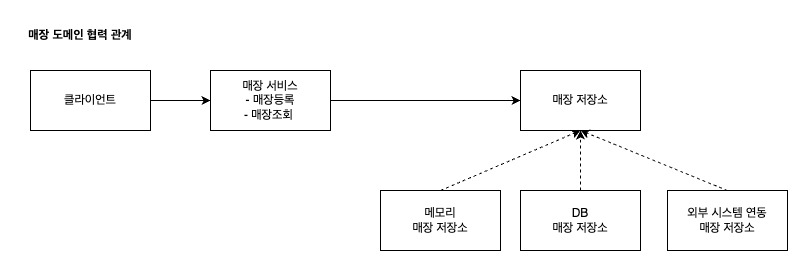 매장 도메인 협력 관계
클라이언트
매장 서비스
- 매장등록
- 매장조회
매장 저장소
메모리
매장 저장소
DB
매장 저장소
외부 시스템 연동
매장 저장소